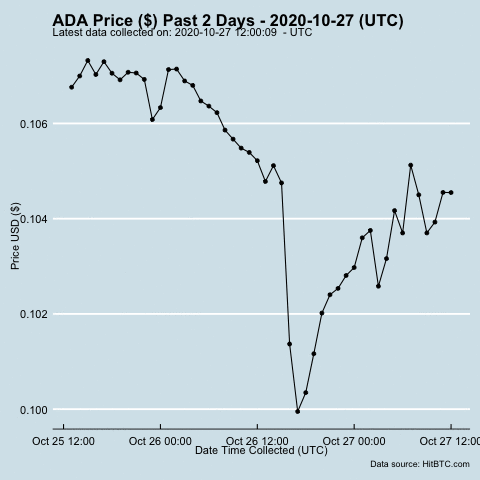 ADA Price ($) Past 2 Days - 2020-10-27 (UTC)
Latest data collected on: 2020-10-27 12:00:09  - UTC
0.106
0.104
0.102
0.100
Price USD ($)
Oct 25 12:00 Oct 26 00:00 Oct 26 12:00 Oct 27 00:00 Oct 27 12:00
Date Time Collected (UTC)
Data source: HitBTC.com